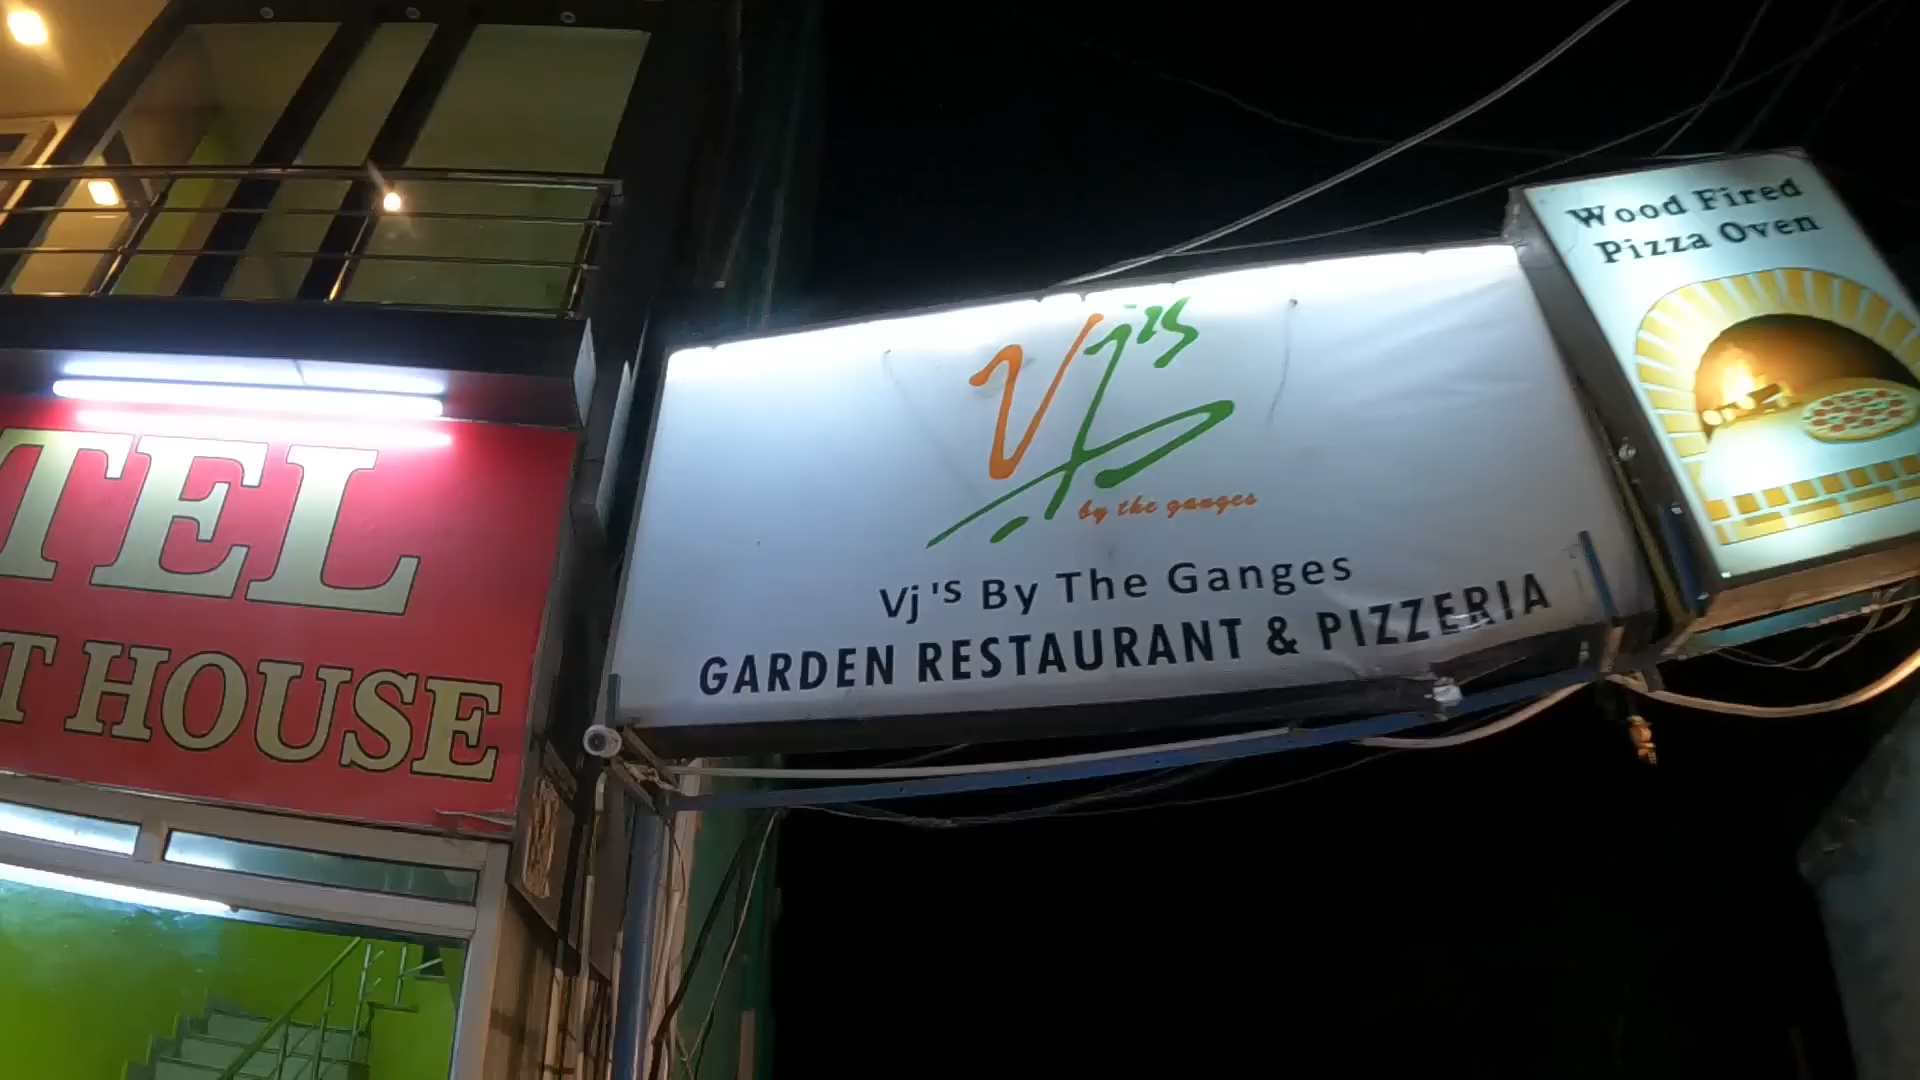 TEL
T HOUSE
Vj's
by the ganges
Vj's By The Ganges
GARDEN RESTAURANT & PIZZERIA
Wood Fired
Pizza Oven